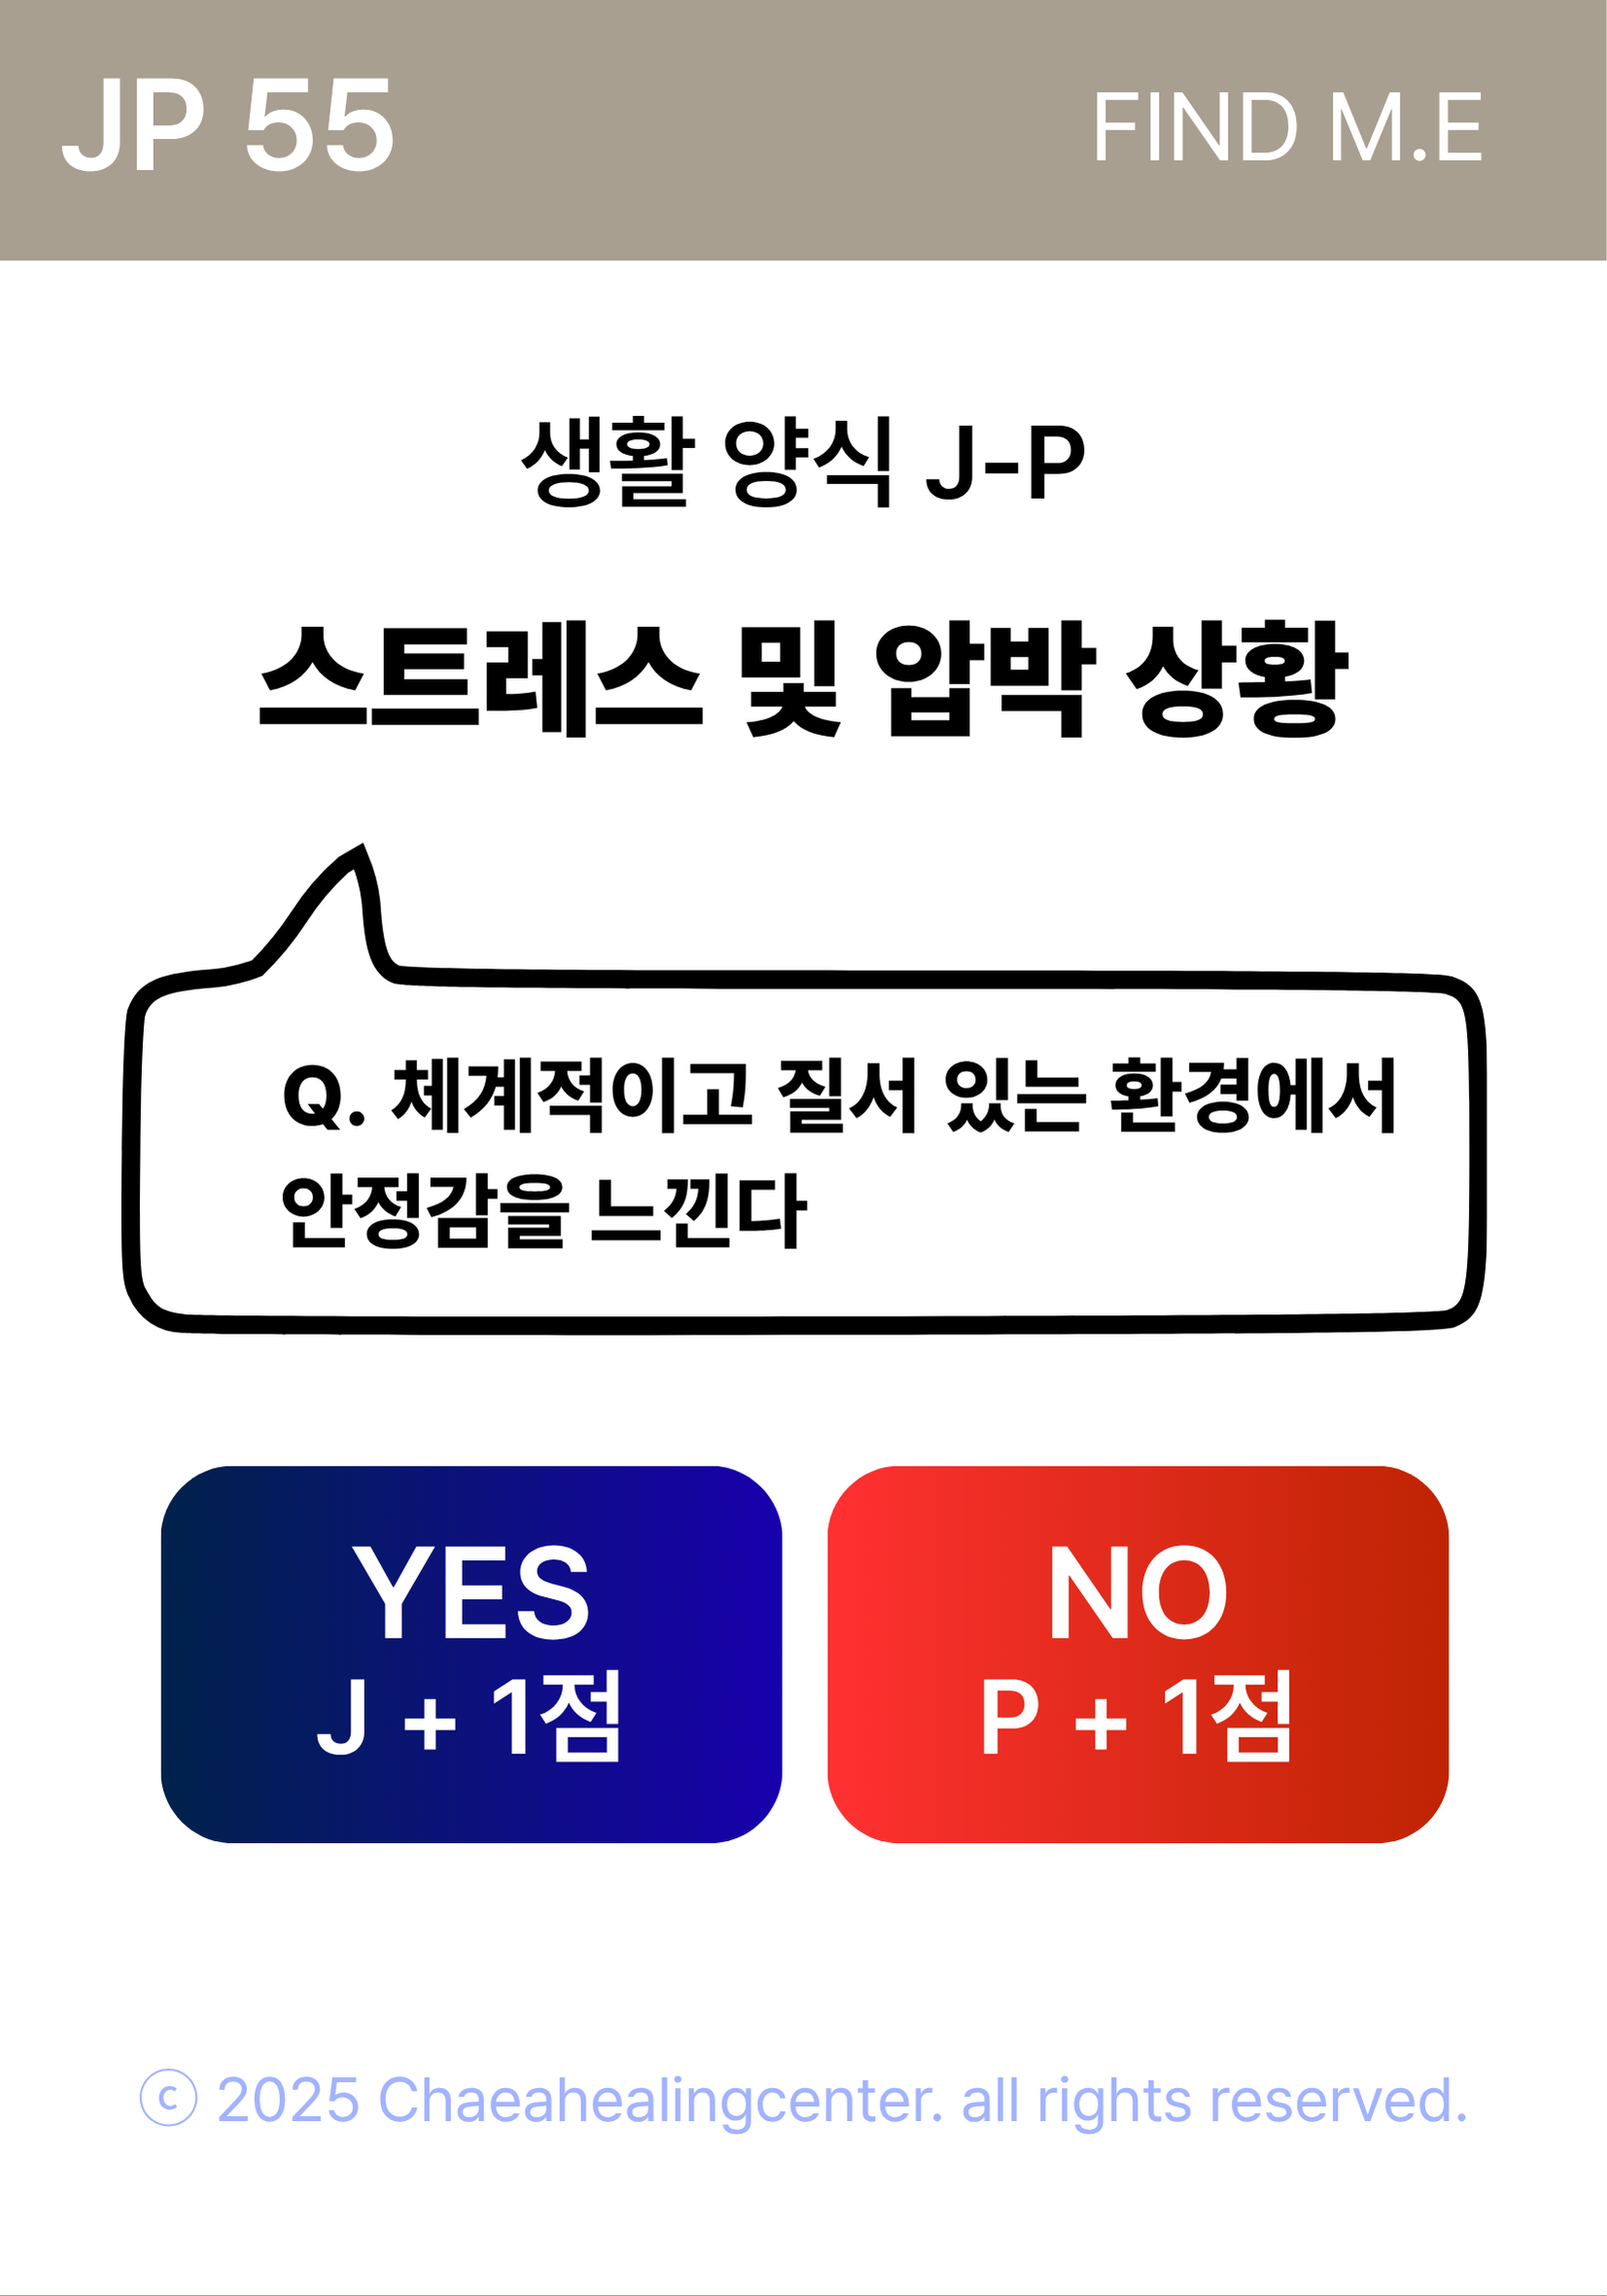 JP 55
FIND M.E
생활 양식 J-P
스트레스 및 압박 상황
Q. 체계적이고 질서 있는 환경에서
안정감을 느낀다
YES
J + 1점
NO
P + 1점
© 2025 Chaeahealingcenter. all rights reserved.